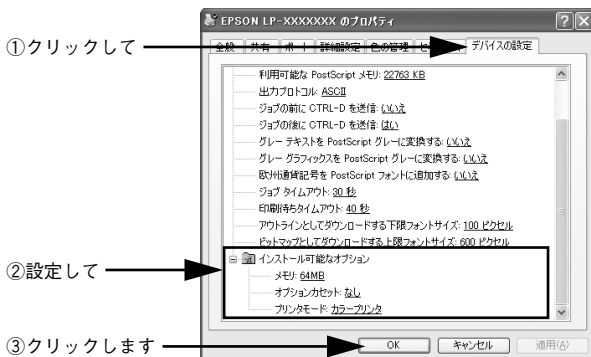 EPSON LP-XXXXXXX のプロパティ
①クリックして
全般 共有 ポート 詳細設定 色の管理 デバイスの設定
利用可能な PostScript メモリ: 22763 KB
出力プロトコル: ASCII
ジョブの前に CTRL-D を送信: いいえ
ジョブの後に CTRL-D を送信: はい
グレー テキストを PostScript グレーに変換する: いいえ
グレー グラフィックスを PostScript グレーに変換する: いいえ
欧州通貨記号を PostScript フォントに追加する: いいえ
ジョブ タイムアウト: 30 秒
印刷待ちタイムアウト: 40 秒
アウトラインとしてダウンロードする下限フォントサイズ: 100 ピクセル
ビットマップとしてダウンロードする上限フォントサイズ: 600 ピクセル
インストール可能なオプション
②設定して
メモリ: 64MB
オプションカセット: なし
プリンタモード: カラープリンタ
③クリックします
OK キャンセル 適用(A)